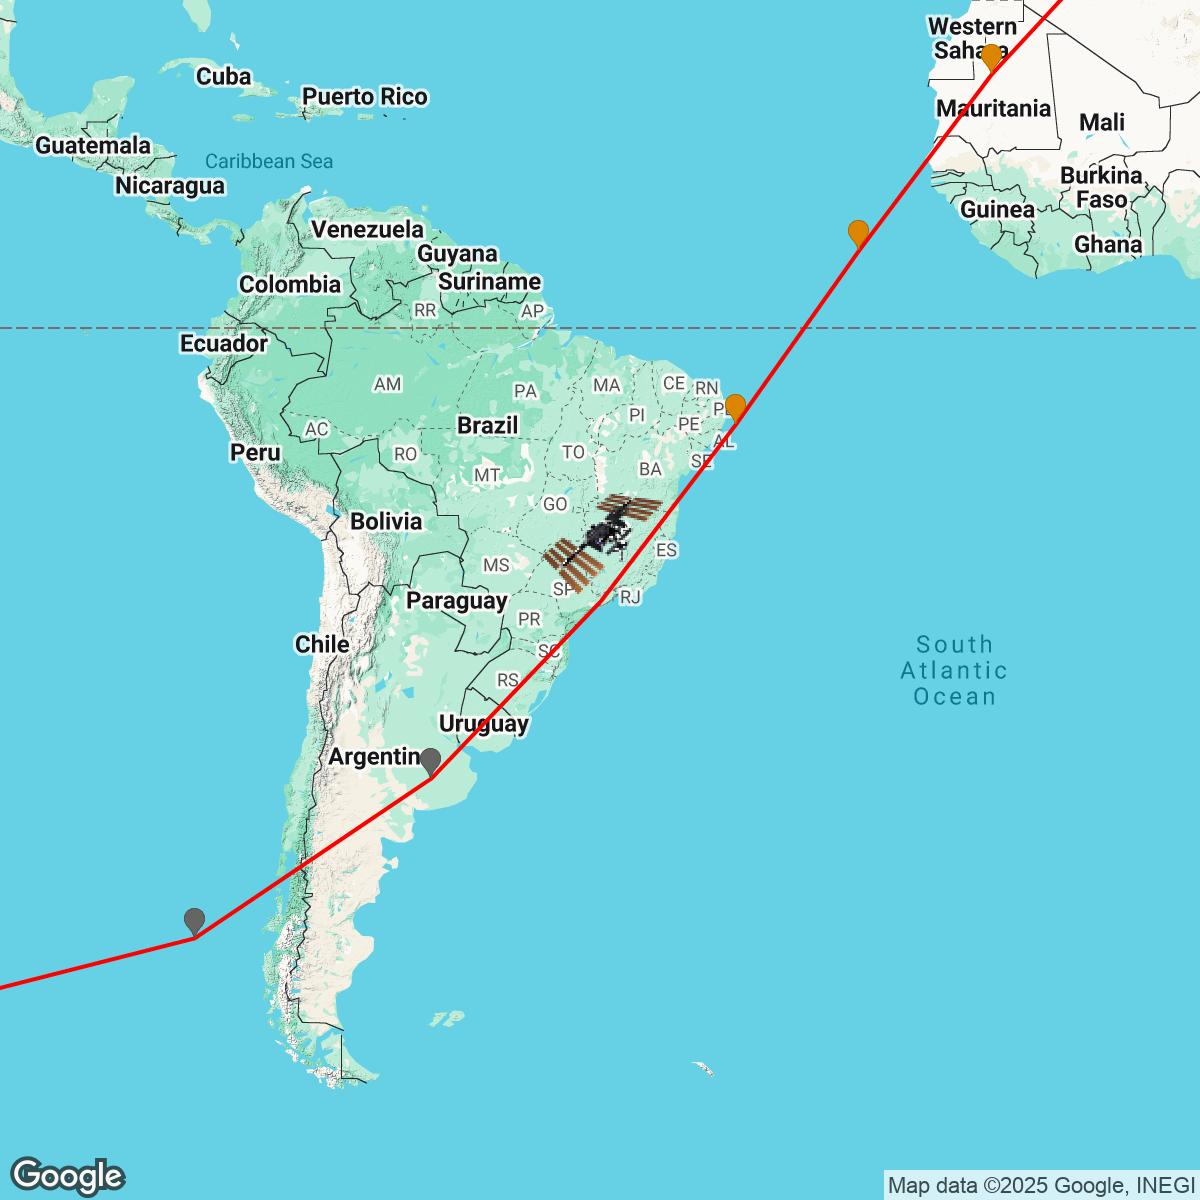 Western
Sahara
Cuba
Puerto Rico
Mauritania
Mali
Guatemala
Caribbean Sea
Nicaragua
Burkina
Faso
Guinea
Venezuela
Ghana
Guyana
Colombia
Suriname
RR
AP
Ecuador
AM
PA
MA
CE
RN
PI
Brazil
PE
AC
RO
TO
AL
Peru
MT
BA
SE
GO
Bolivia
ES
MS
SP
RJ
Paraguay
PR
Chile
SC
South
Atlantic
Ocean
RS
Uruguay
Argentin
Google
Map data ©2025 Google, INEGI